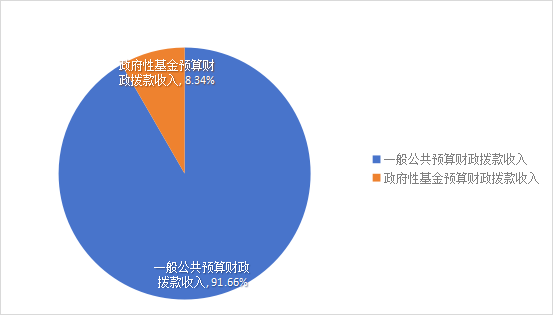 政府性基金预算财
政拨款收入, 8.34%
一般公共预算财政
拨款收入, 91.66%
一般公共预算财政拨款收入
政府性基金预算财政拨款收入